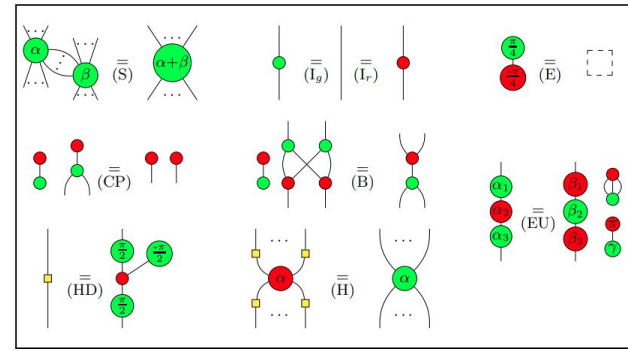 α ... β ... = (S) α+β ...
= (I_g) = (I_r)
π/4 -π/4 = (E)
= (CP)
= (B)
α₁ α₂ α₃ = (EU) β₁ β₂ β₃ π γ
= (HD) π/2 π/2 -π/2
... α ... = (H) ... α ...